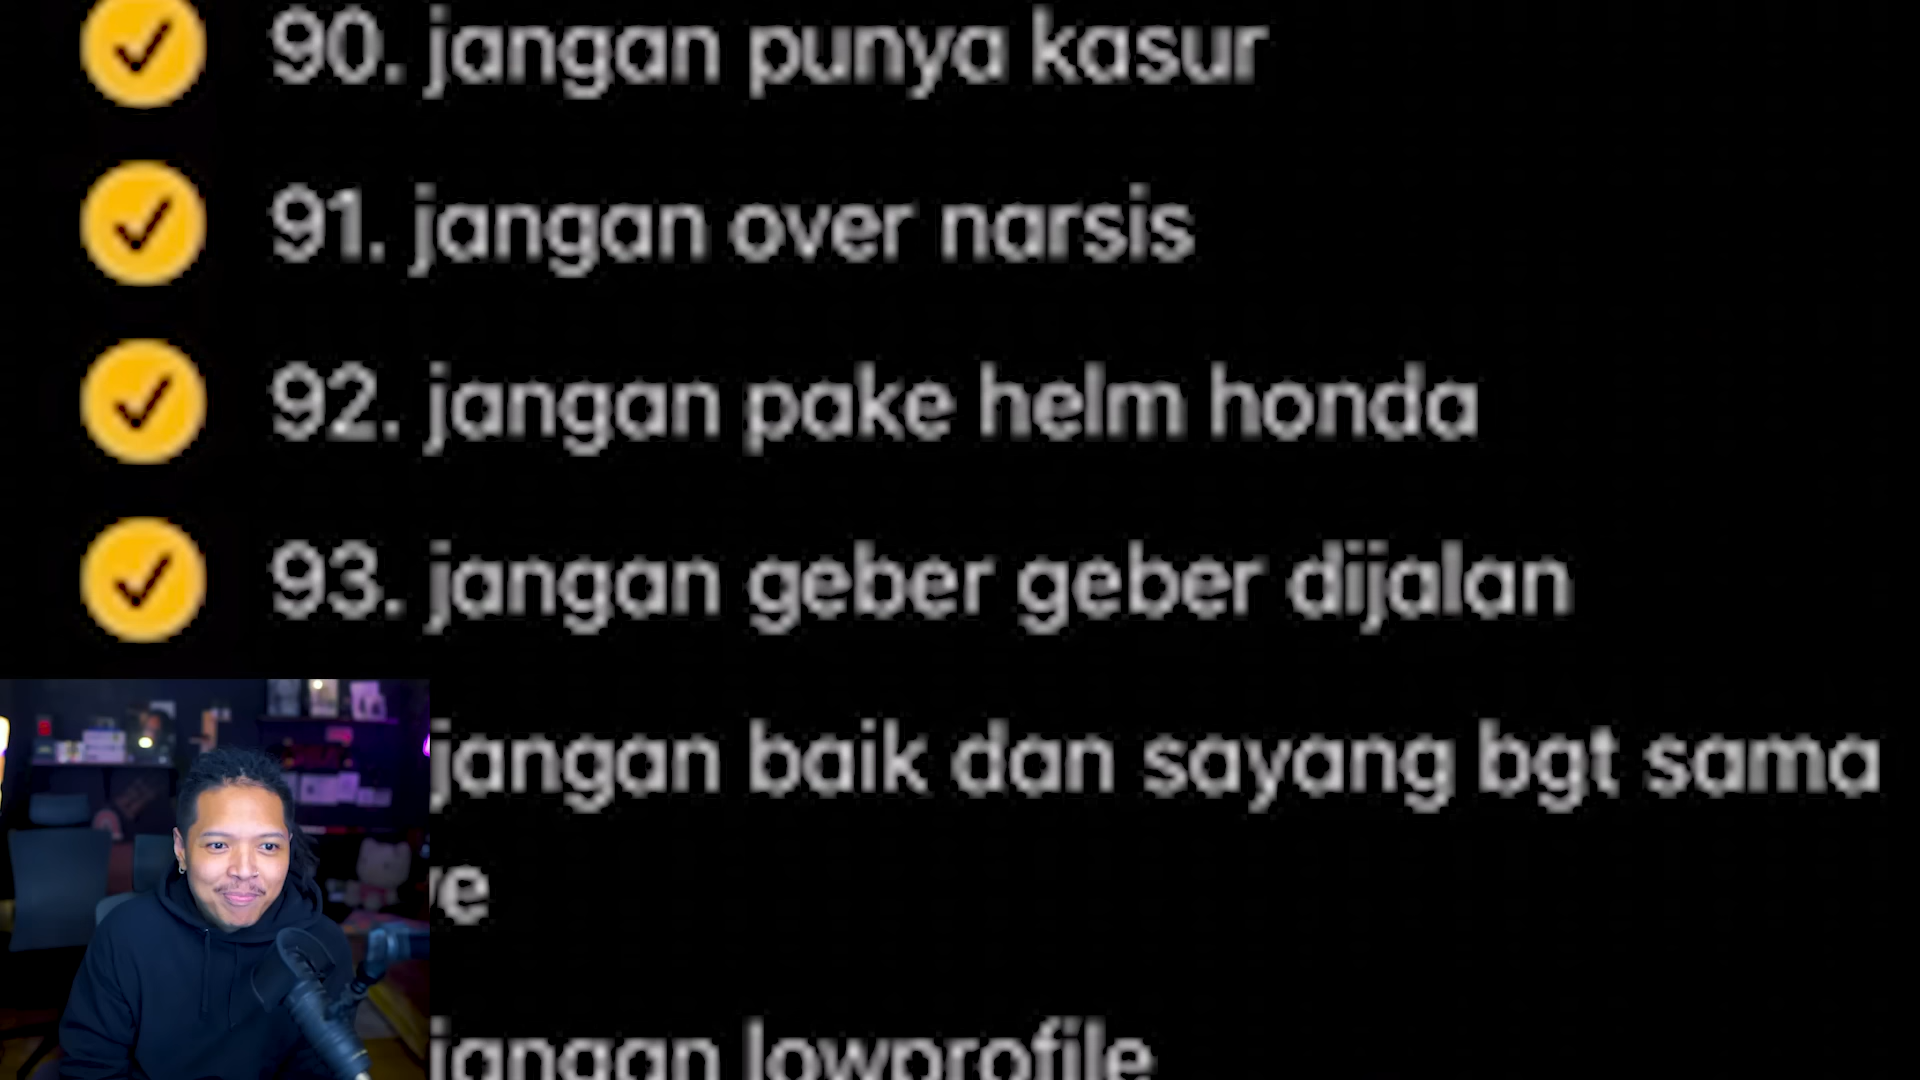 90. jangan punya kasur
91. jangan over narsis
92. jangan pake helm honda
93. jangan geber geber dijalan
jangan baik dan sayang bgt sama
jangan lowprofile